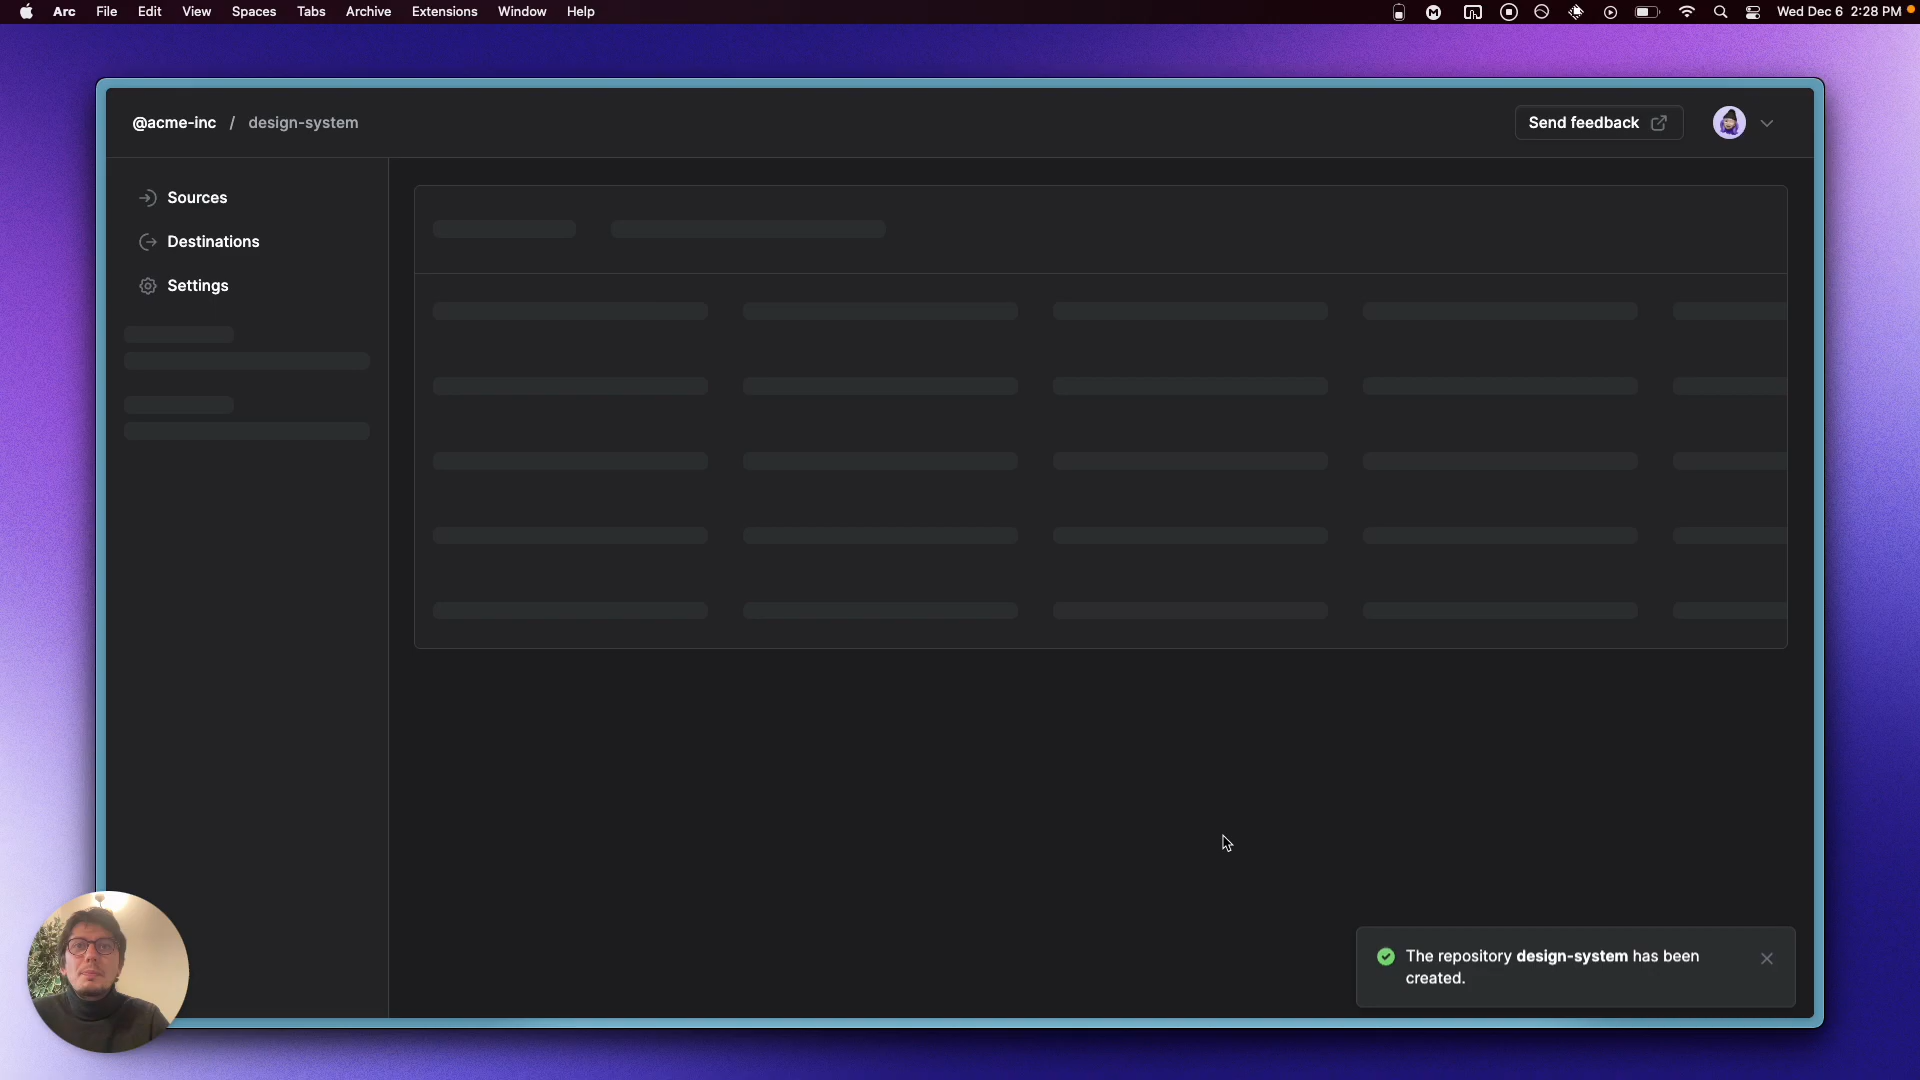 Arc File Edit View Spaces Tabs Archive Extensions Window Help Wed Dec 6 2:28 PM
@acme-inc / design-system Send feedback
Sources
Destinations
Settings
The repository design-system has been
created.